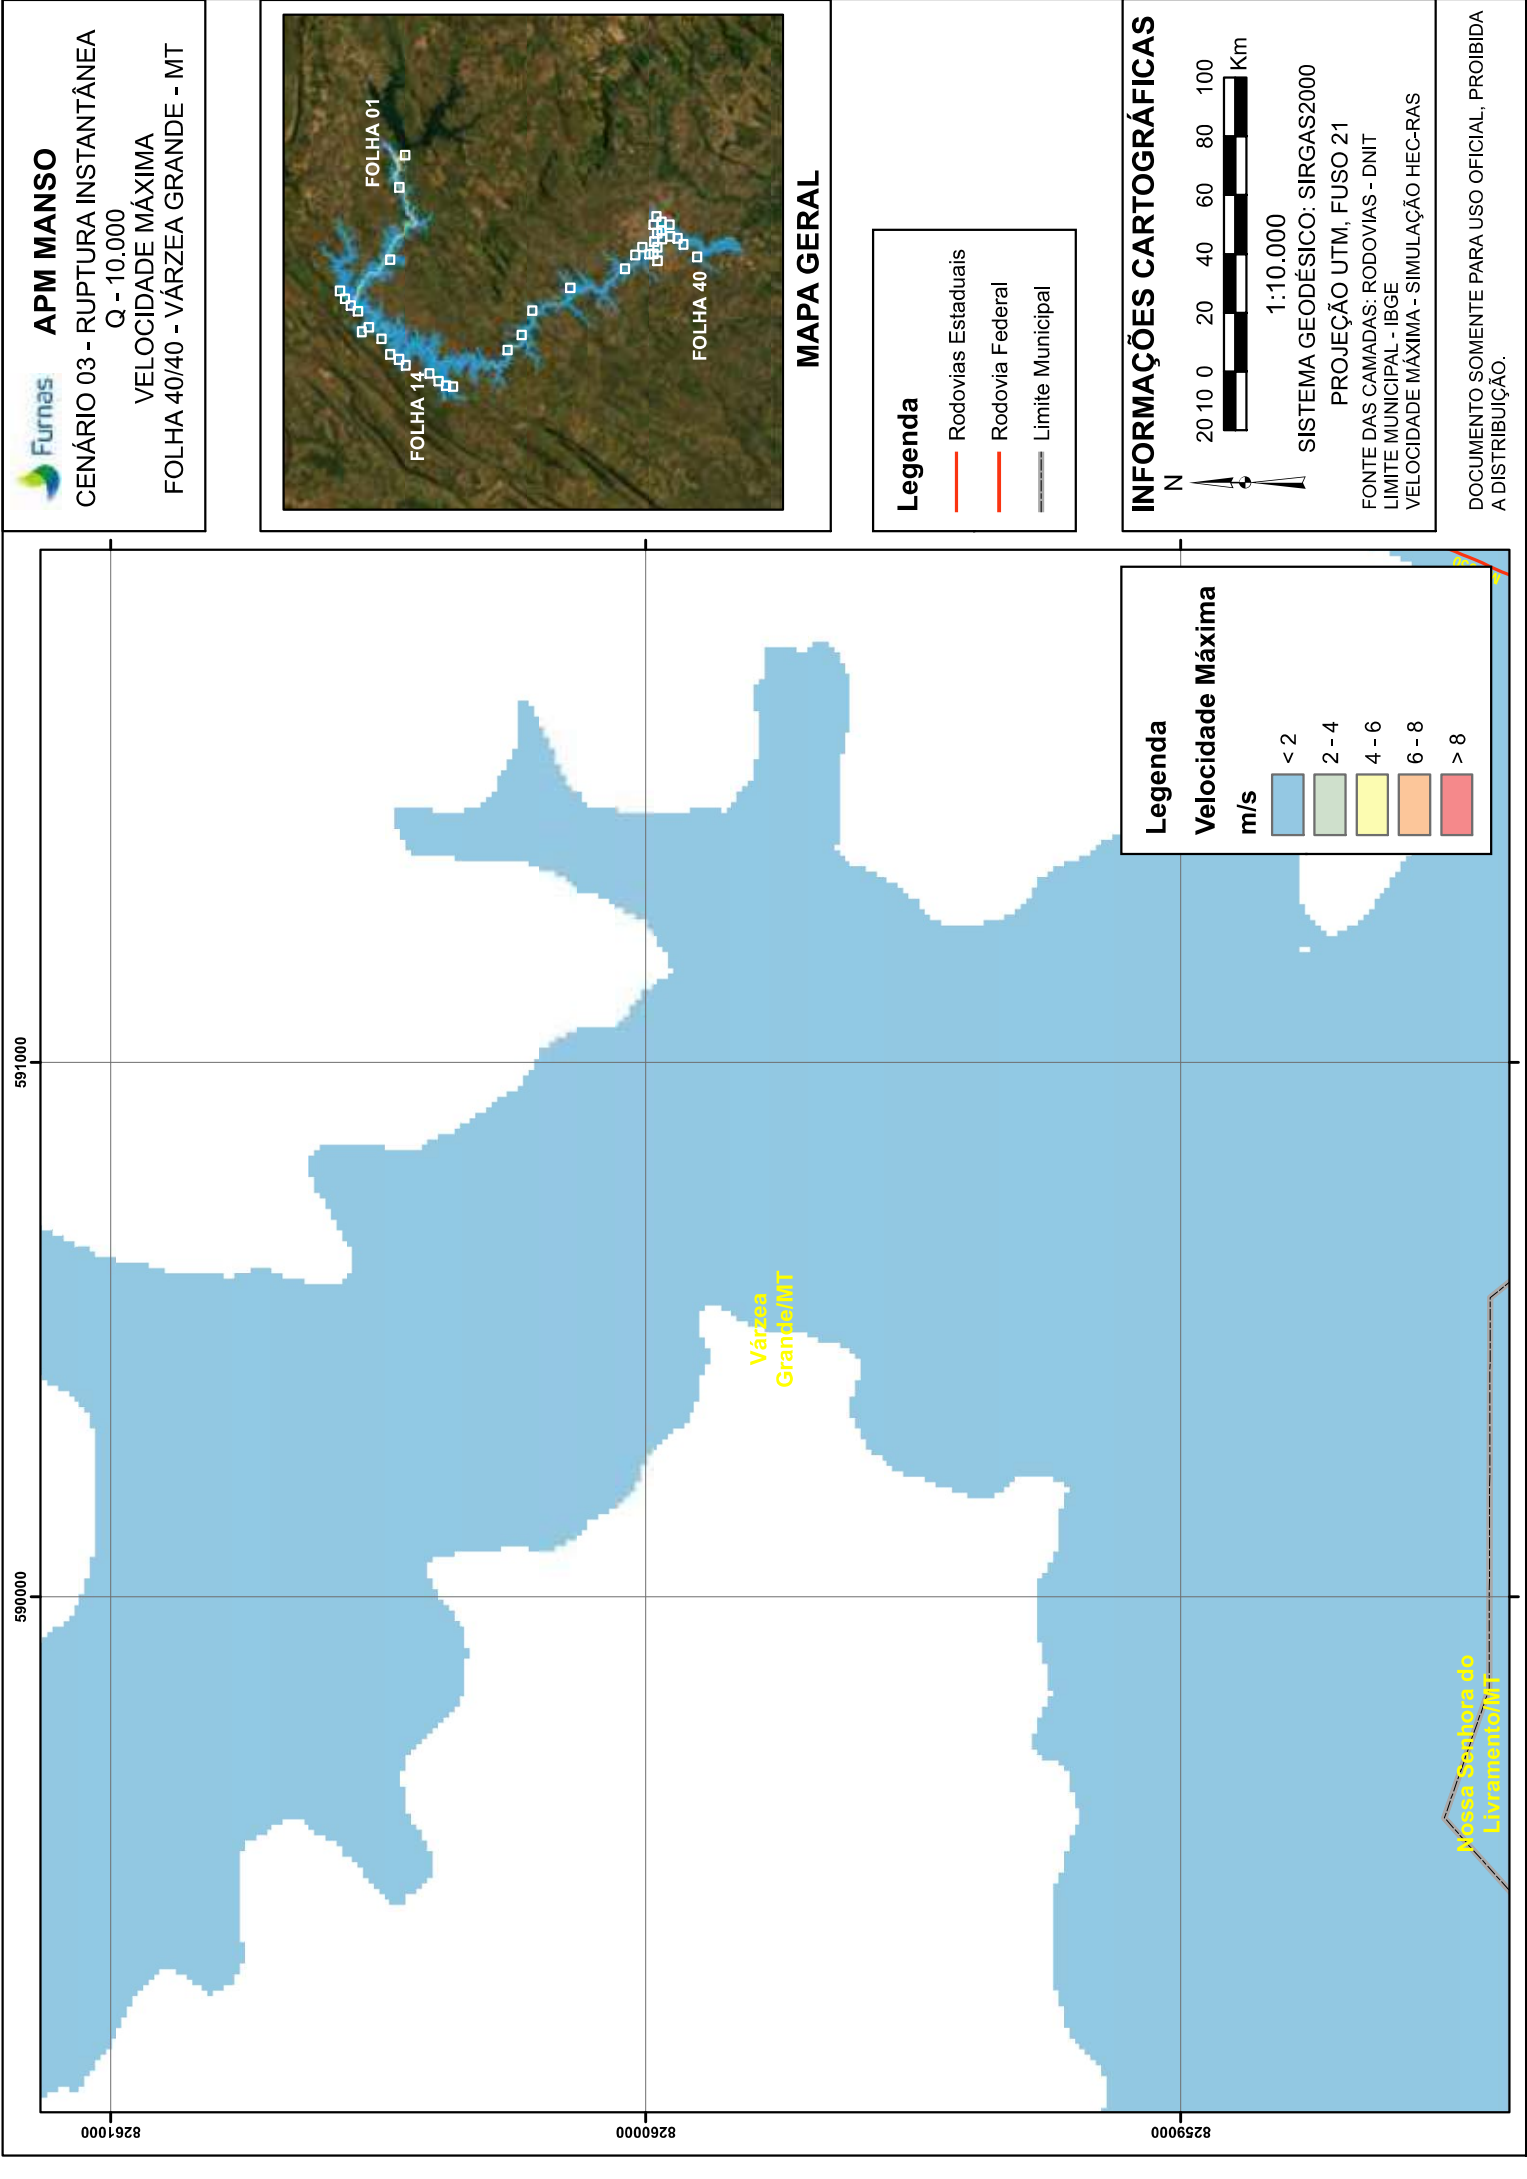 Furnas
APM MANSO
CENÁRIO 03 - RUPTURA INSTANTÂNEA
Q - 10.000
VELOCIDADE MÁXIMA
FOLHA 40/40 - VÁRZEA GRANDE - MT
FOLHA 01
FOLHA 14
FOLHA 40
MAPA GERAL
Legenda
Rodovias Estaduais
Rodovia Federal
Limite Municipal
INFORMAÇÕES CARTOGRÁFICAS
N
20 10 0 20 40 60 80 100
Km
1:10.000
SISTEMA GEODÉSICO: SIRGAS2000
PROJEÇÃO UTM, FUSO 21
FONTE DAS CAMADAS: RODOVIAS - DNIT
LIMITE MUNICIPAL - IBGE
VELOCIDADE MÁXIMA - SIMULAÇÃO HEC-RAS
DOCUMENTO SOMENTE PARA USO OFICIAL, PROIBIDA
A DISTRIBUIÇÃO.
590000
591000
8261000
8260000
8259000
Várzea
Grande/MT
Nossa Senhora do
Livramento/MT
Legenda
Velocidade Máxima
m/s
< 2
2 - 4
4 - 6
6 - 8
> 8